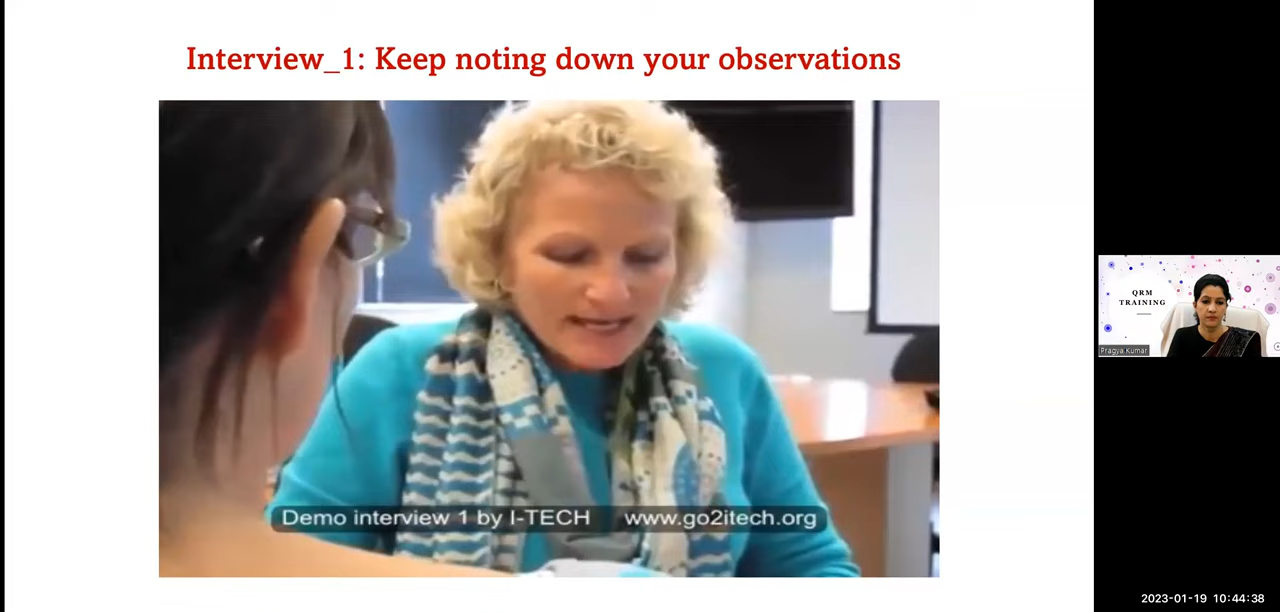 Interview_1: Keep noting down your observations
Demo interview 1 by I-TECH www.go2itech.org
QRM
TRAINING
Pragya.Kumar
2023-01-19 10:44:38